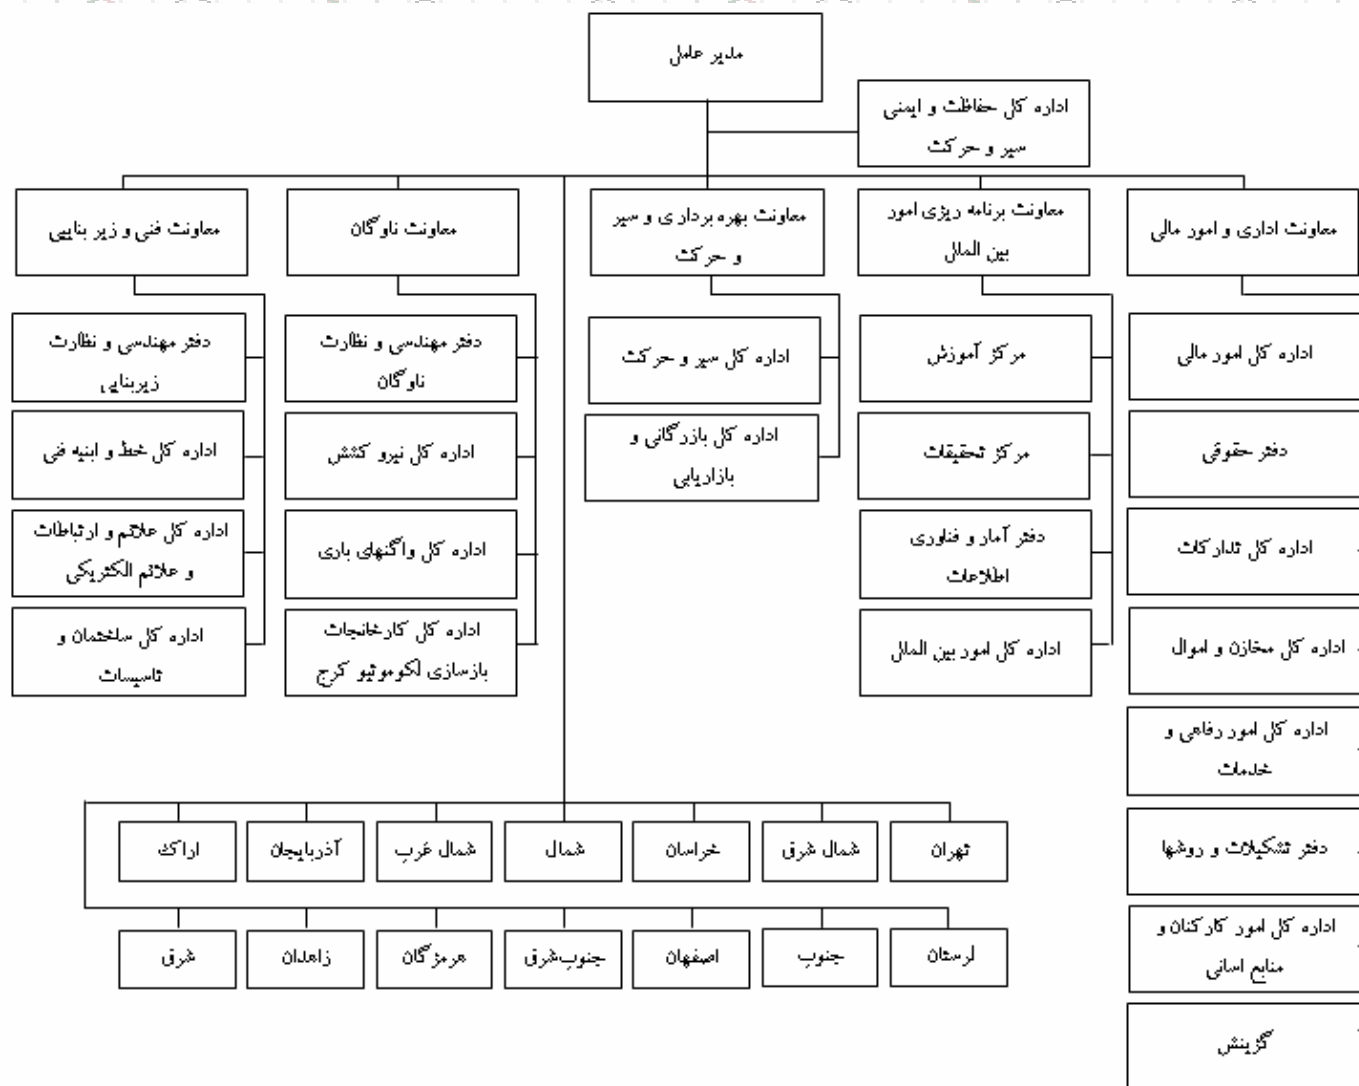 مدیر عامل
اداره کل حفاظت و ایمنی
سیر و حرکت
معاونت اداری و امور مالی
معاونت برنامه ریزی امور
بین الملل
معاونت بهره برداری و سیر
و حرکت
معاونت ناوگان
معاونت فنی و زیر بنایی
اداره کل امور مالی
دفتر حقوقی
اداره کل تدارکات
اداره کل مخازن و اموال
اداره کل امور رفاهی و
خدمات
دفتر تشکیلات و روشها
اداره کل امور کارکنان و
منابع اسانی
گزینش
مرکز آموزش
مرکز تحقیقات
دفتر آمار و فناوری
اطلاعات
اداره کل امور بین الملل
اداره کل سیر و حرکت
اداره کل بازرگانی و
بازاریابی
دفتر مهندسی و نظارت
ناوگان
اداره کل نیرو کشش
اداره کل واگنهای باری
اداره کل کارخانجات
بازسازی لکوموتیو کرج
دفتر مهندسی و نظارت
زیربنایی
اداره کل خط و ابنیه فنی
اداره کل علائم و ارتباطات
و علائم الکتریکی
اداره کل ساختمان و
تاسیسات
تهران
شمال شرق
خراسان
شمال
شمال غرب
آذربایجان
اراک
لرستان
جنوب
اصفهان
جنوب‌شرق
هرمزگان
زاهدان
شرق